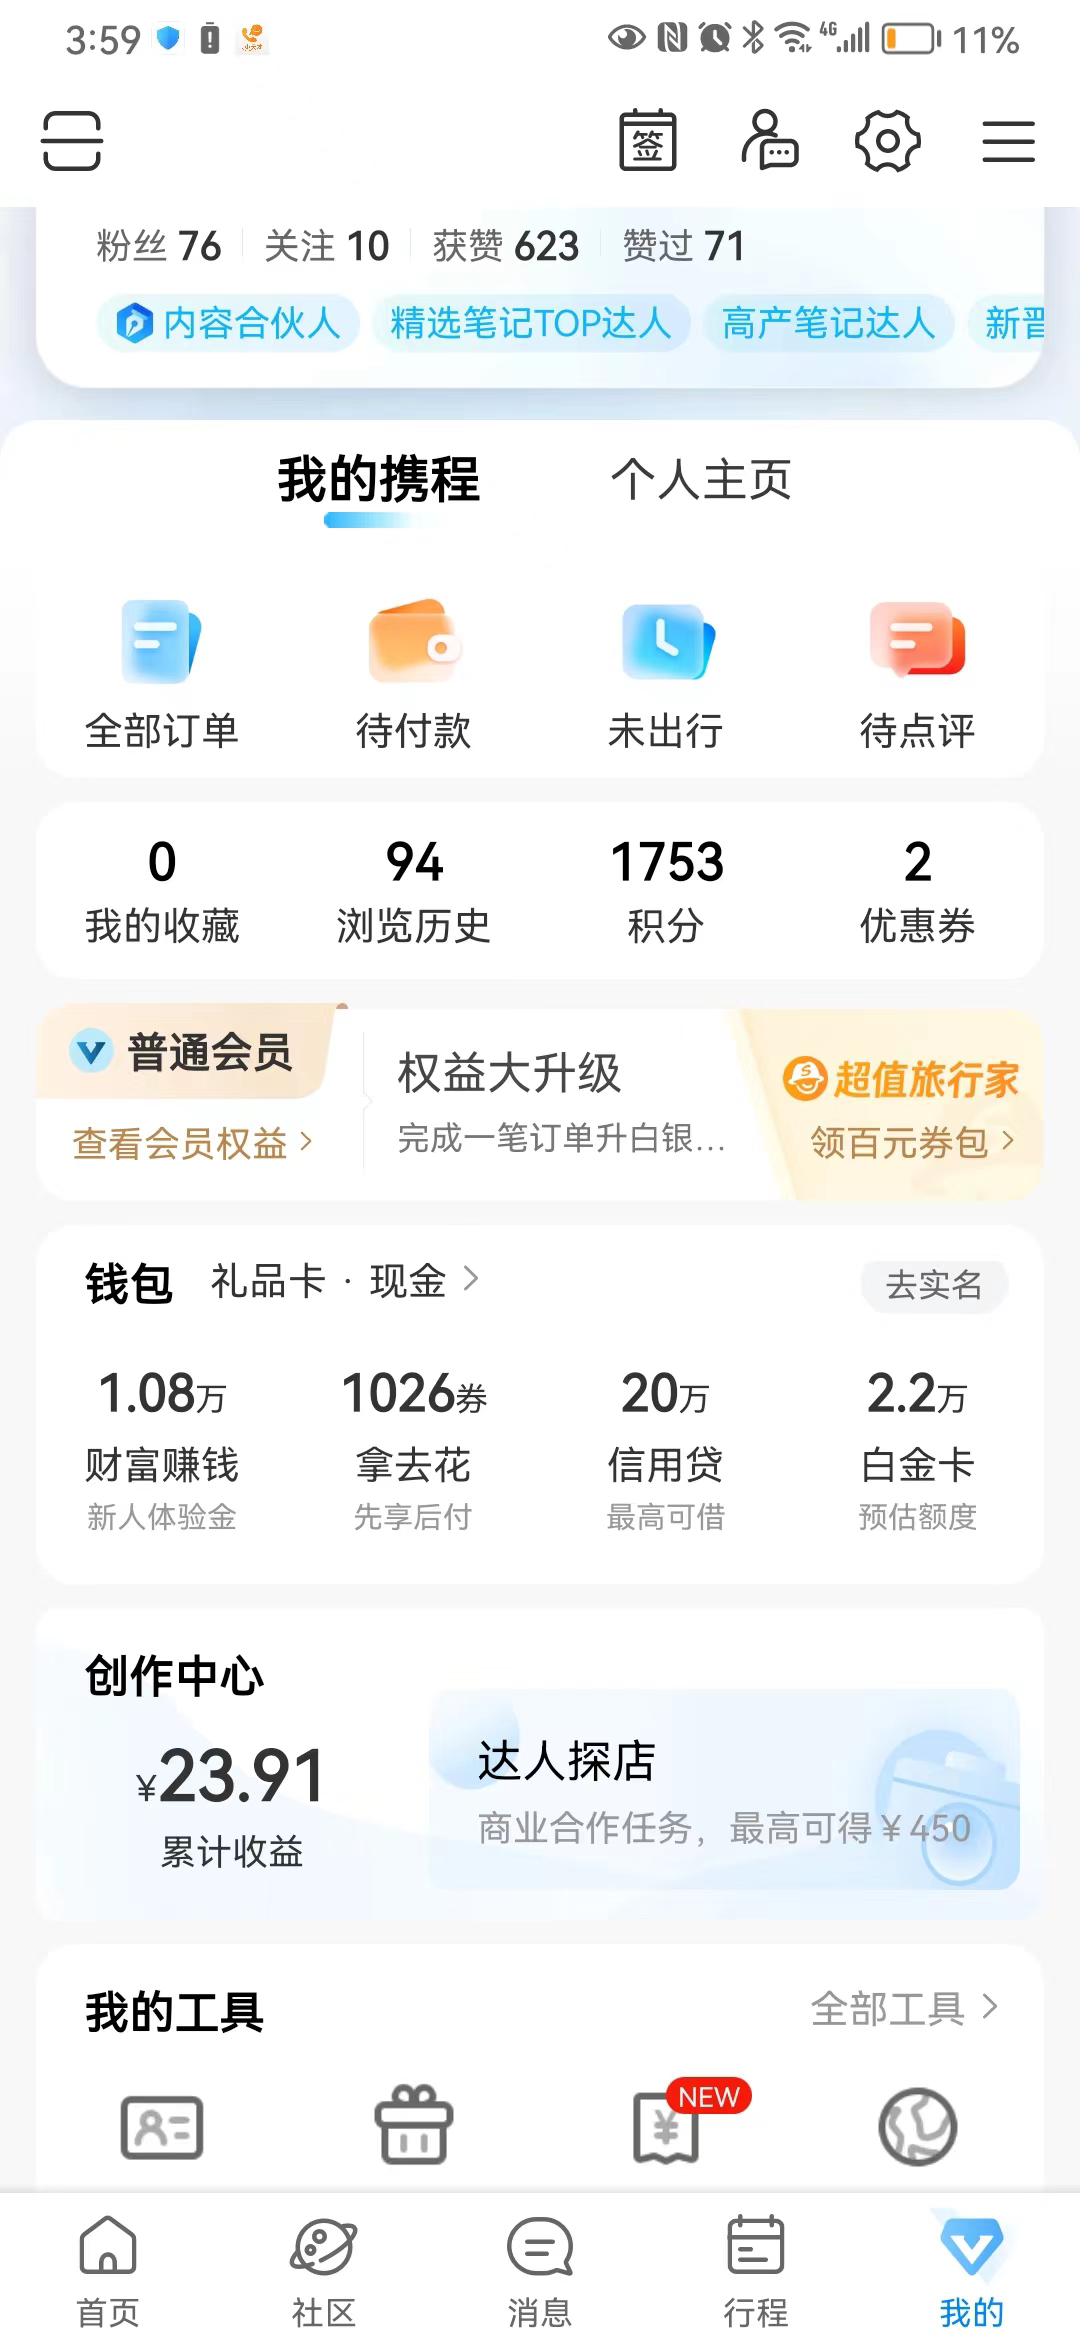 3:59
4G
11%
签
粉丝 76 关注 10 获赞 623 赞过 71
内容合伙人 精选笔记TOP达人 高产笔记达人 新晋
我的携程 个人主页
全部订单 待付款 未出行 待点评
0 94 1753 2
我的收藏 浏览历史 积分 优惠券
普通会员
查看会员权益
权益大升级
完成一笔订单升白银...
超值旅行家
领百元券包
钱包 礼品卡 · 现金 去实名
1.08万 1026券 20万 2.2万
财富赚钱 拿去花 信用贷 白金卡
新人体验金 先享后付 最高可借 预估额度
创作中心
¥23.91
累计收益
达人探店
商业合作任务，最高可得¥450
我的工具 全部工具
NEW
首页 社区 消息 行程 我的